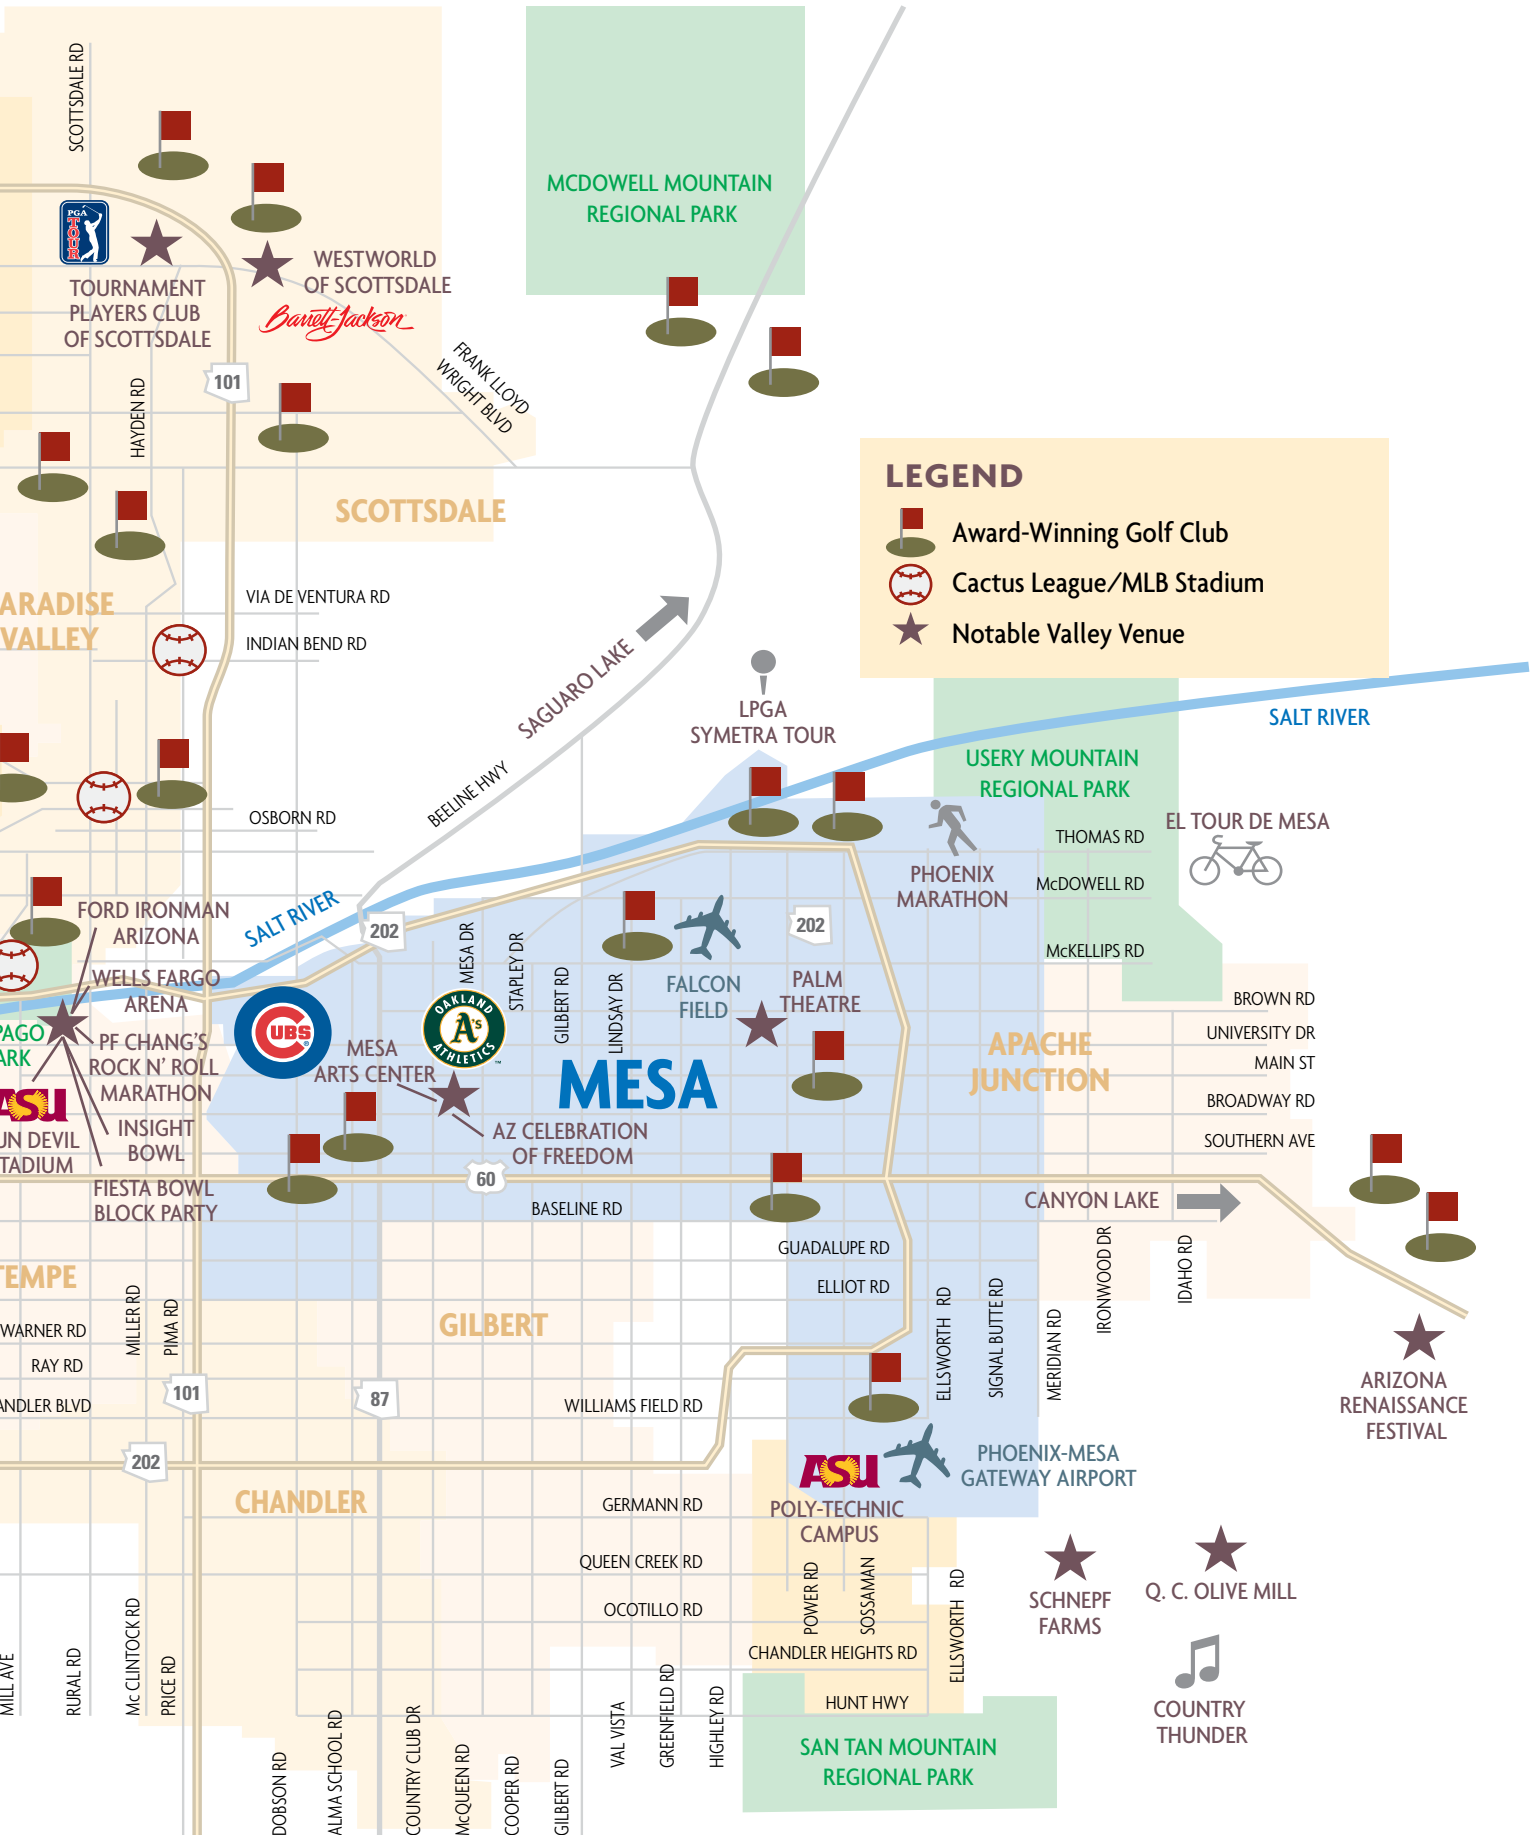 SCOTTSDALE RD
MCDOWELL MOUNTAIN
REGIONAL PARK
PGA
TOUR
TOURNAMENT
PLAYERS CLUB
OF SCOTTSDALE
WESTWORLD
OF SCOTTSDALE
Barrett-Jackson
FRANK LLOYD
WRIGHT BLVD
101
HAYDEN RD
SCOTTSDALE
LEGEND
Award-Winning Golf Club
Cactus League/MLB Stadium
Notable Valley Venue
ARADISE
VALLEY
VIA DE VENTURA RD
INDIAN BEND RD
SAGUARO LAKE
LPGA
SYMETRA TOUR
SALT RIVER
USERY MOUNTAIN
REGIONAL PARK
BEELINE HWY
OSBORN RD
THOMAS RD
EL TOUR DE MESA
PHOENIX
MARATHON
McDOWELL RD
FORD IRONMAN
ARIZONA
SALT RIVER
202
202
McKELLIPS RD
WELLS FARGO
ARENA
MESA DR
STAPLEY DR
GILBERT RD
LINDSAY DR
FALCON
FIELD
PALM
THEATRE
BROWN RD
PAGO
ARK
PF CHANG'S
ROCK N' ROLL
MARATHON
CUBS
OAKLAND
A's
ATHLETICS
™
MESA
ARTS CENTER
MESA
APACHE
JUNCTION
UNIVERSITY DR
MAIN ST
BROADWAY RD
ASU
UN DEVIL
TADIUM
INSIGHT
BOWL
AZ CELEBRATION
OF FREEDOM
SOUTHERN AVE
FIESTA BOWL
BLOCK PARTY
60
BASELINE RD
CANYON LAKE
GUADALUPE RD
ELLIOT RD
TEMPE
MILLER RD
PIMA RD
GILBERT
ELLSWORTH RD
SIGNAL BUTTE RD
MERIDIAN RD
IRONWOOD DR
IDAHO RD
WARNER RD
RAY RD
ANDLER BLVD
101
87
WILLIAMS FIELD RD
ARIZONA
RENAISSANCE
FESTIVAL
202
ASU
POLY-TECHNIC
CAMPUS
PHOENIX-MESA
GATEWAY AIRPORT
CHANDLER
GERMANN RD
QUEEN CREEK RD
OCOTILLO RD
POWER RD
SOSSAMAN
ELLSWORTH RD
SCHNEPF
FARMS
Q. C. OLIVE MILL
CHANDLER HEIGHTS RD
HUNT HWY
COUNTRY
THUNDER
MILL AVE
RURAL RD
Mc CLINTOCK RD
PRICE RD
DOBSON RD
ALMA SCHOOL RD
COUNTRY CLUB DR
McQUEEN RD
COOPER RD
GILBERT RD
VAL VISTA
GREENFIELD RD
HIGHLEY RD
SAN TAN MOUNTAIN
REGIONAL PARK